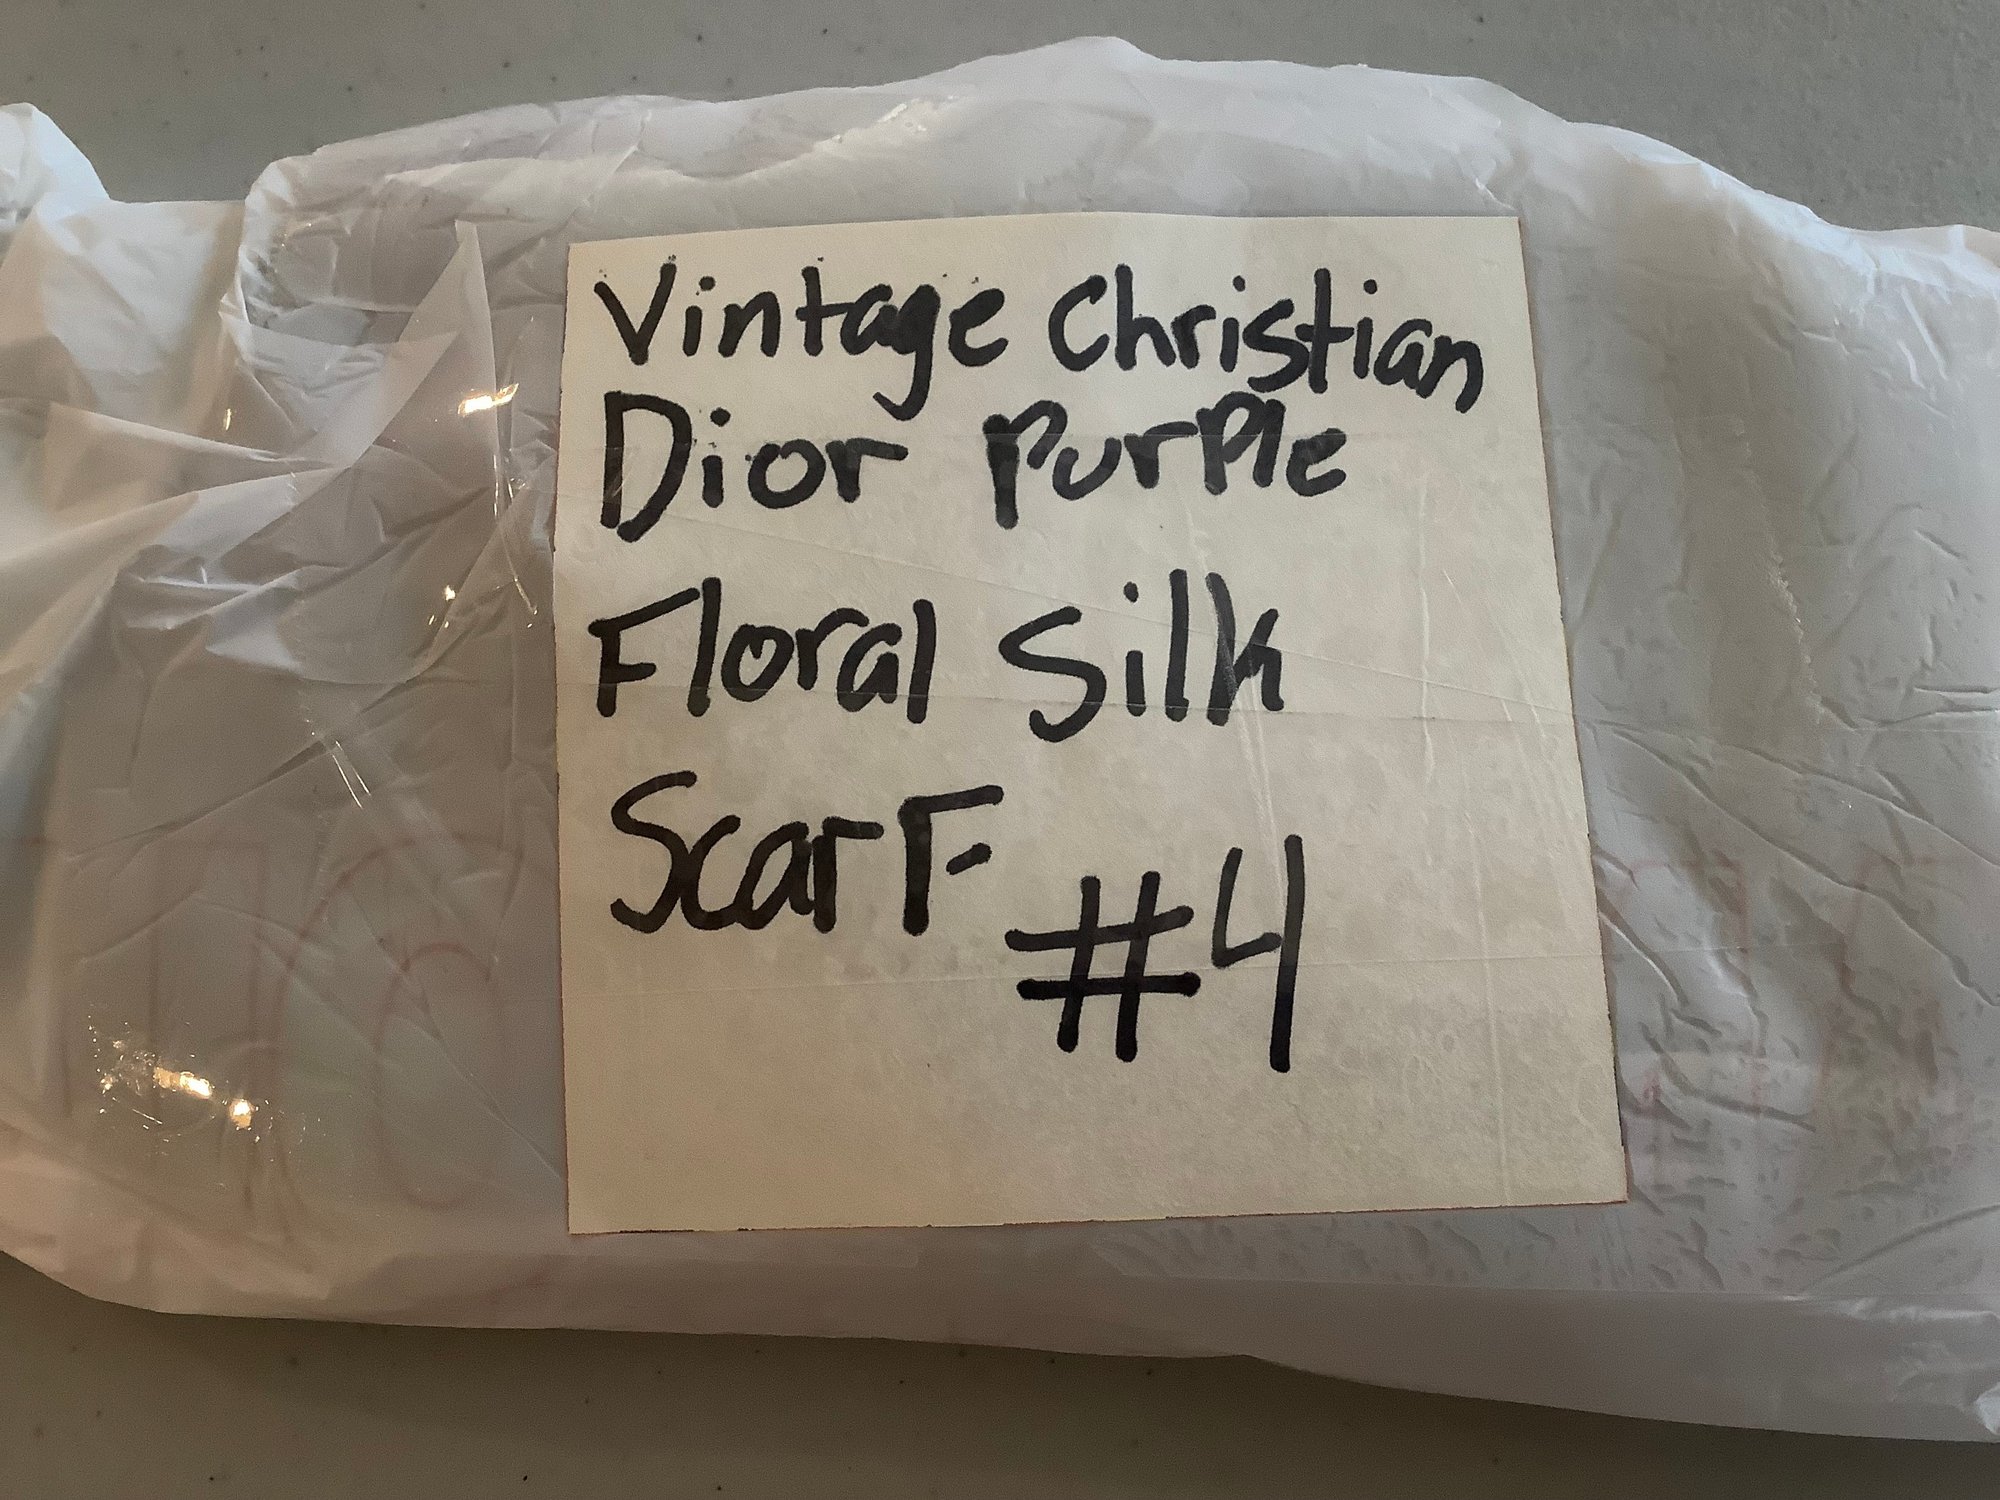 Vintage Christian
Dior Purple
Floral Silk
Scarf
#4